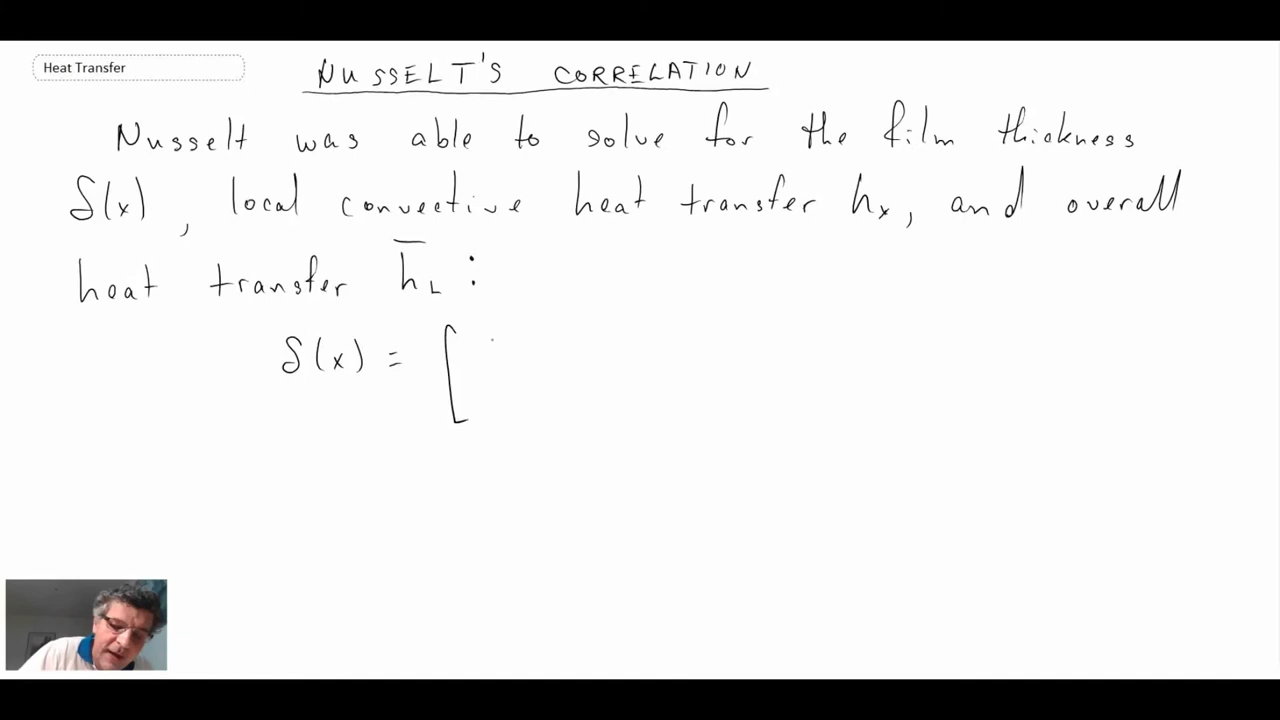 Heat Transfer
NUSSELT'S CORRELATION
Nusselt was able to solve for the film thickness
δ(x), local convective heat transfer hₓ, and overall
heat transfer h̅_L :
δ(x) = [